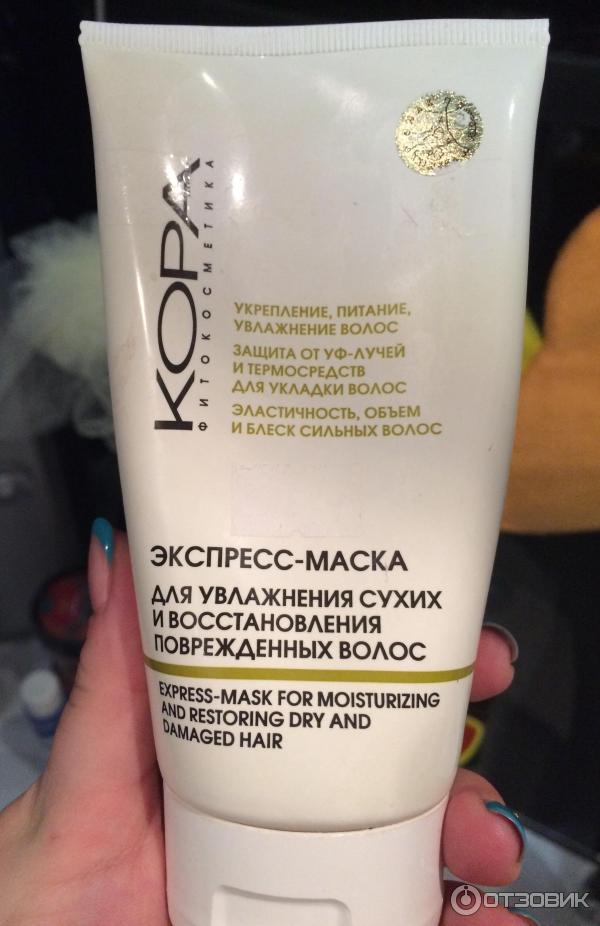 КОРА
ФИТОКОСМЕТИКА
УКРЕПЛЕНИЕ, ПИТАНИЕ,
УВЛАЖНЕНИЕ ВОЛОС
ЗАЩИТА ОТ УФ-ЛУЧЕЙ
И ТЕРМОСРЕДСТВ
ДЛЯ УКЛАДКИ ВОЛОС
ЭЛАСТИЧНОСТЬ, ОБЪЕМ
И БЛЕСК СИЛЬНЫХ ВОЛОС
ЭКСПРЕСС-МАСКА
ДЛЯ УВЛАЖНЕНИЯ СУХИХ
И ВОССТАНОВЛЕНИЯ
ПОВРЕЖДЕННЫХ ВОЛОС
EXPRESS-MASK FOR MOISTURIZING
AND RESTORING DRY AND
DAMAGED HAIR
ОТЗОВИК